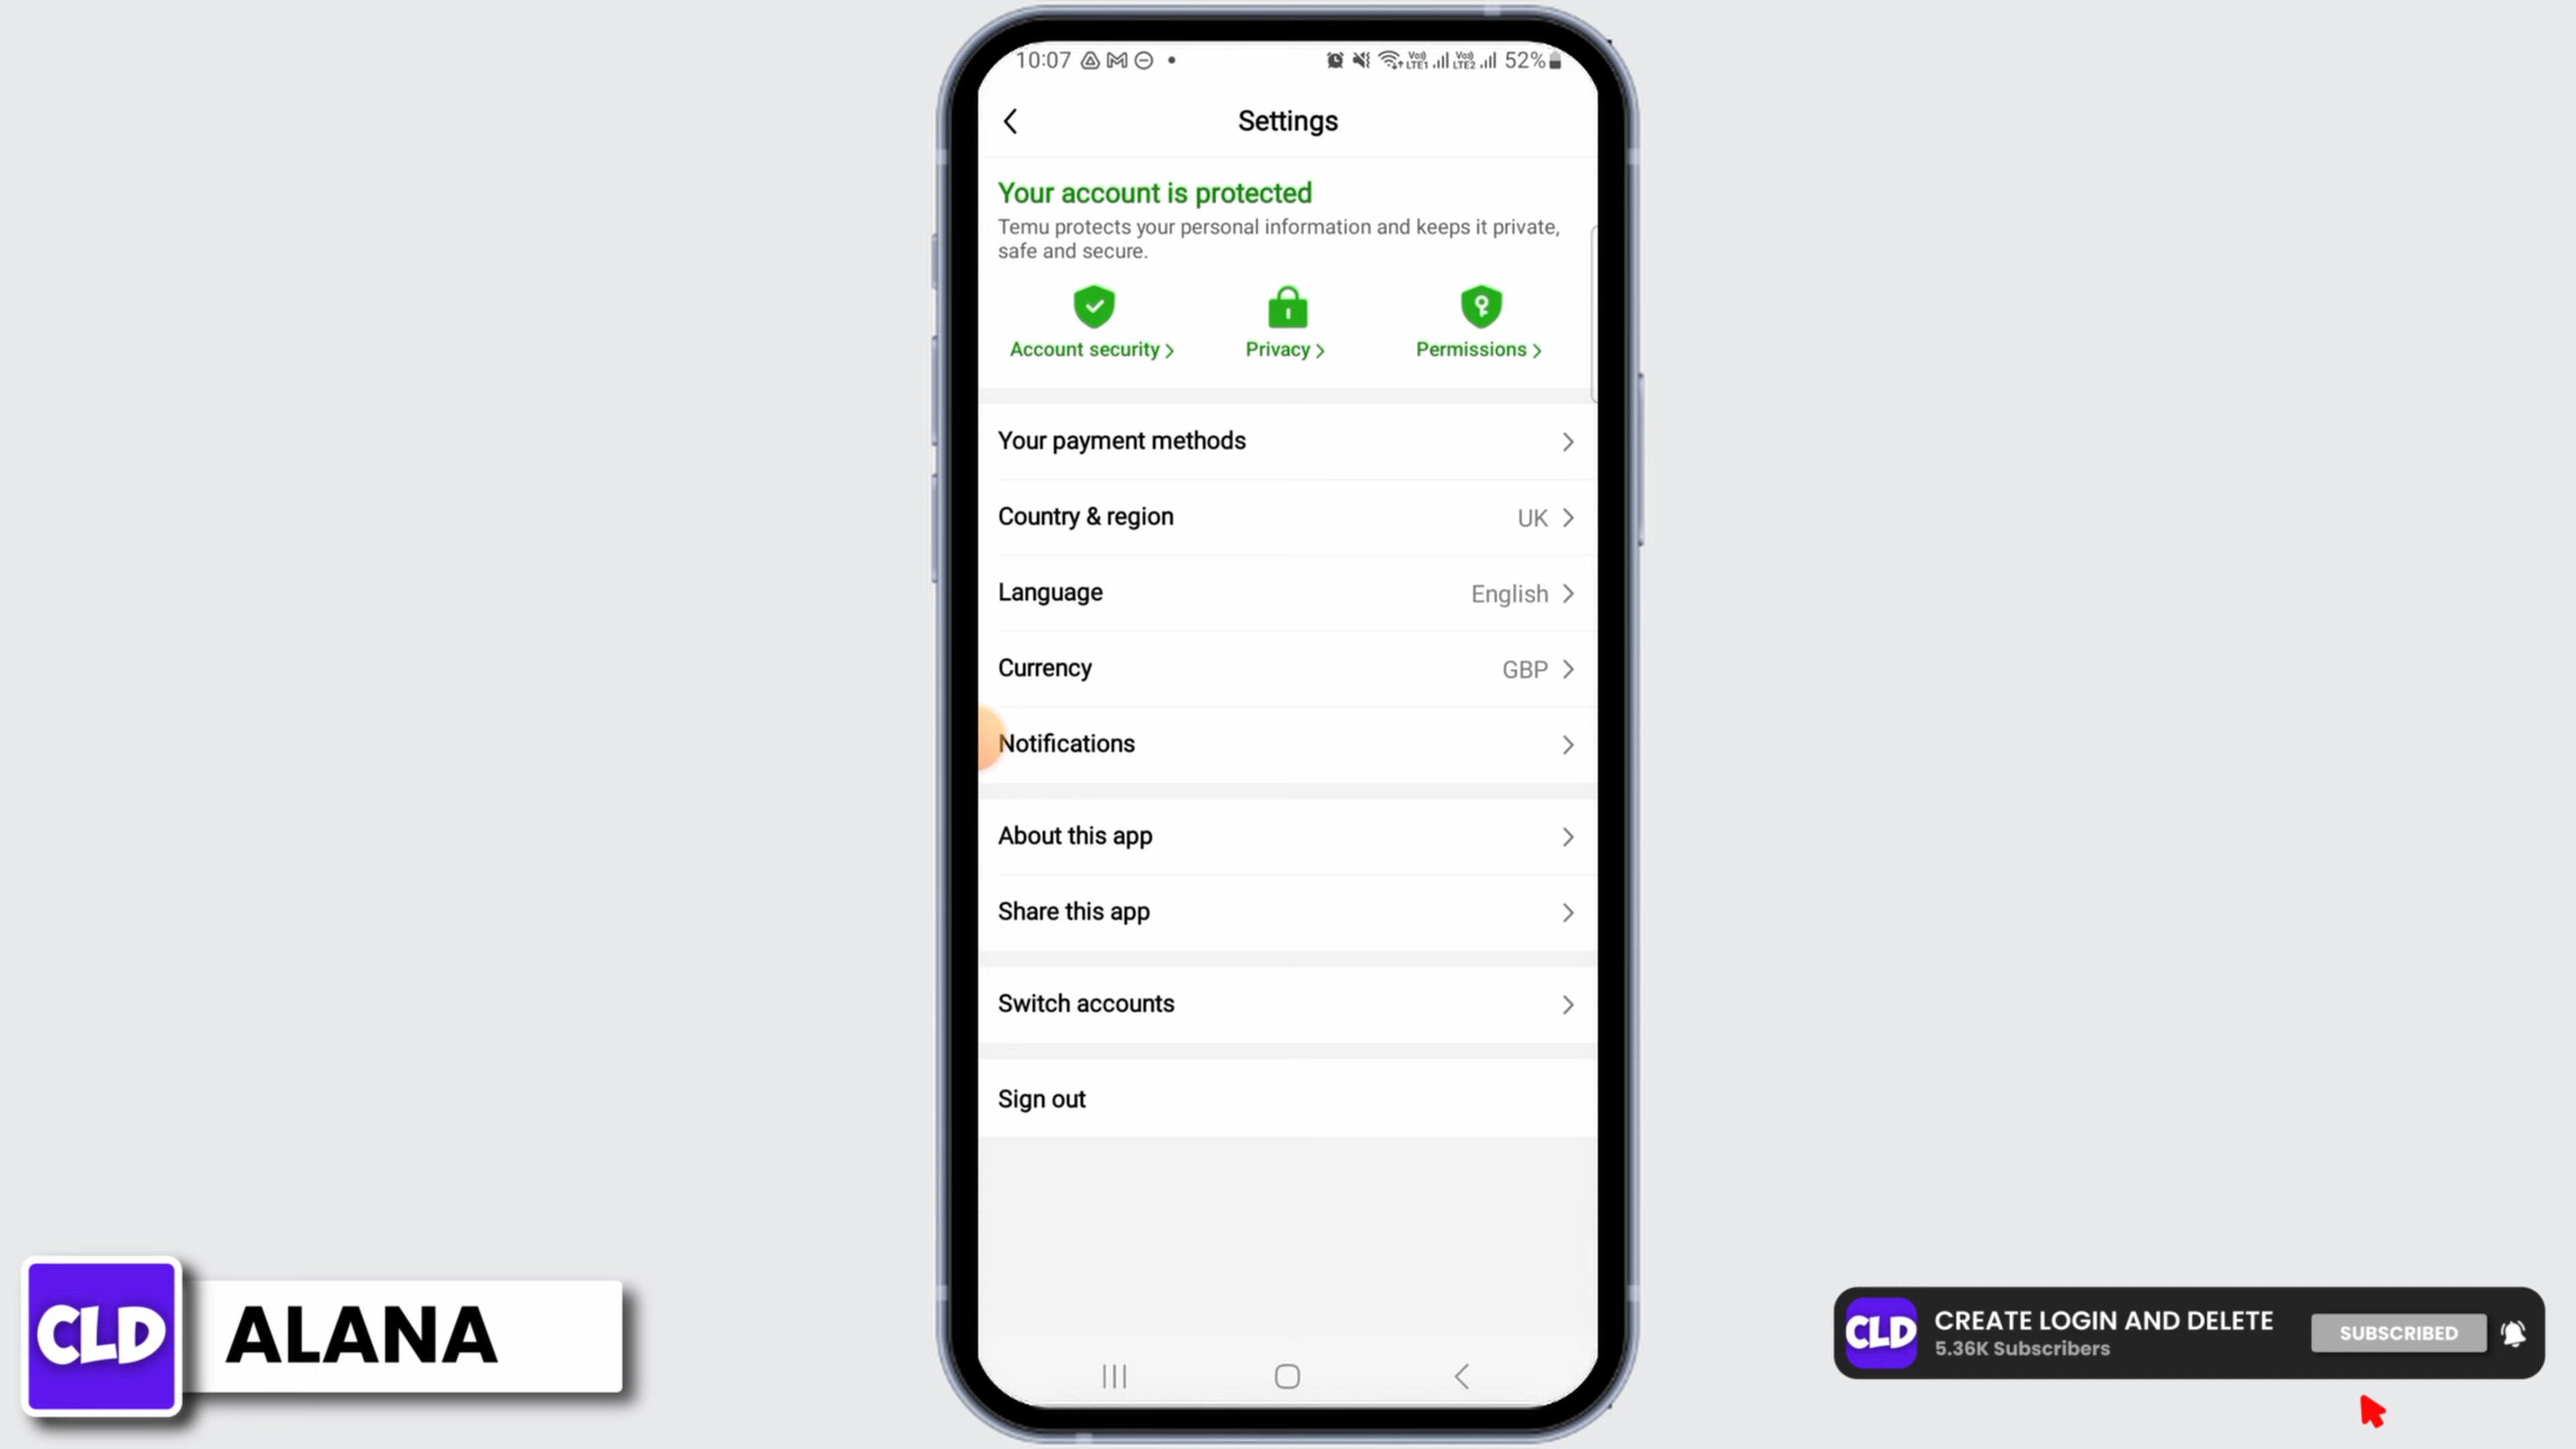 10:07
LTE1 LTE2 52%
Settings
Your account is protected
Temu protects your personal information and keeps it private,
safe and secure.
Account security
Privacy
Permissions
Your payment methods
Country & region UK
Language English
Currency GBP
Notifications
About this app
Share this app
Switch accounts
Sign out
CLD ALANA
CLD CREATE LOGIN AND DELETE
5.36K Subscribers
SUBSCRIBED